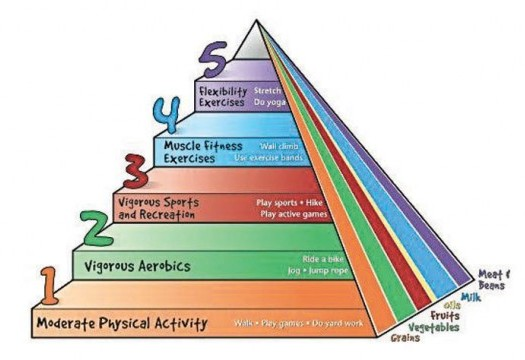 5
Flexibility Stretch
Exercises Do yoga
4
Muscle Fitness Wall climb
Exercises Use exercise bands
3
Vigorous Sports Play sports • Hike
and Recreation Play active games
2
Vigorous Aerobics Ride a bike
Jog • Jump rope
1
Moderate Physical Activity Walk • Play games • Do yard work
Meat &
Beans
Milk
Oils
Fruits
Vegetables
Grains